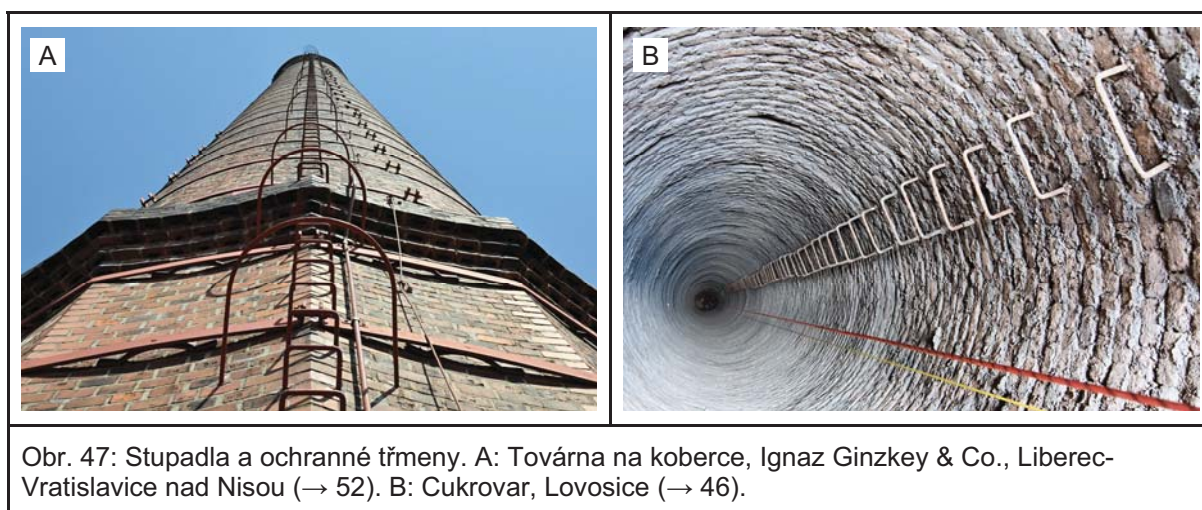 A
B
Obr. 47: Stupadla a ochranné třmeny. A: Továrna na koberce, Ignaz Ginzkey & Co., Liberec-
Vratislavice nad Nisou (→ 52). B: Cukrovar, Lovosice (→ 46).